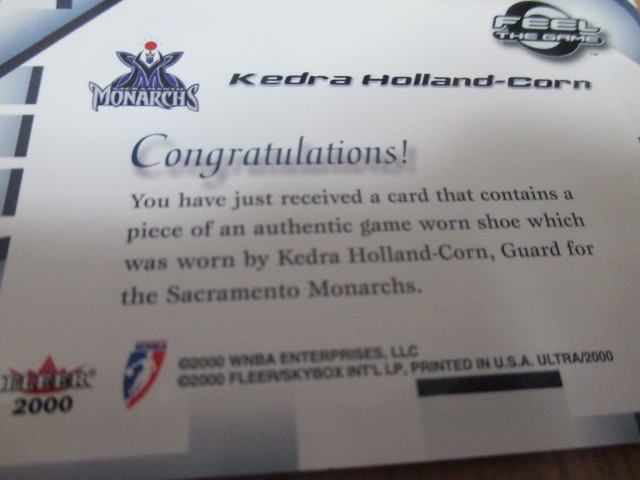 FEEL
THE GAME
SACRAMENTO
MONARCHS
Kedra Holland-Corn
Congratulations!
You have just received a card that contains a
piece of an authentic game worn shoe which
was worn by Kedra Holland-Corn, Guard for
the Sacramento Monarchs.
FLEER®
2000
©2000 WNBA ENTERPRISES, LLC
©2000 FLEER/SKYBOX INT'L LP, PRINTED IN U.S.A. ULTRA/2000